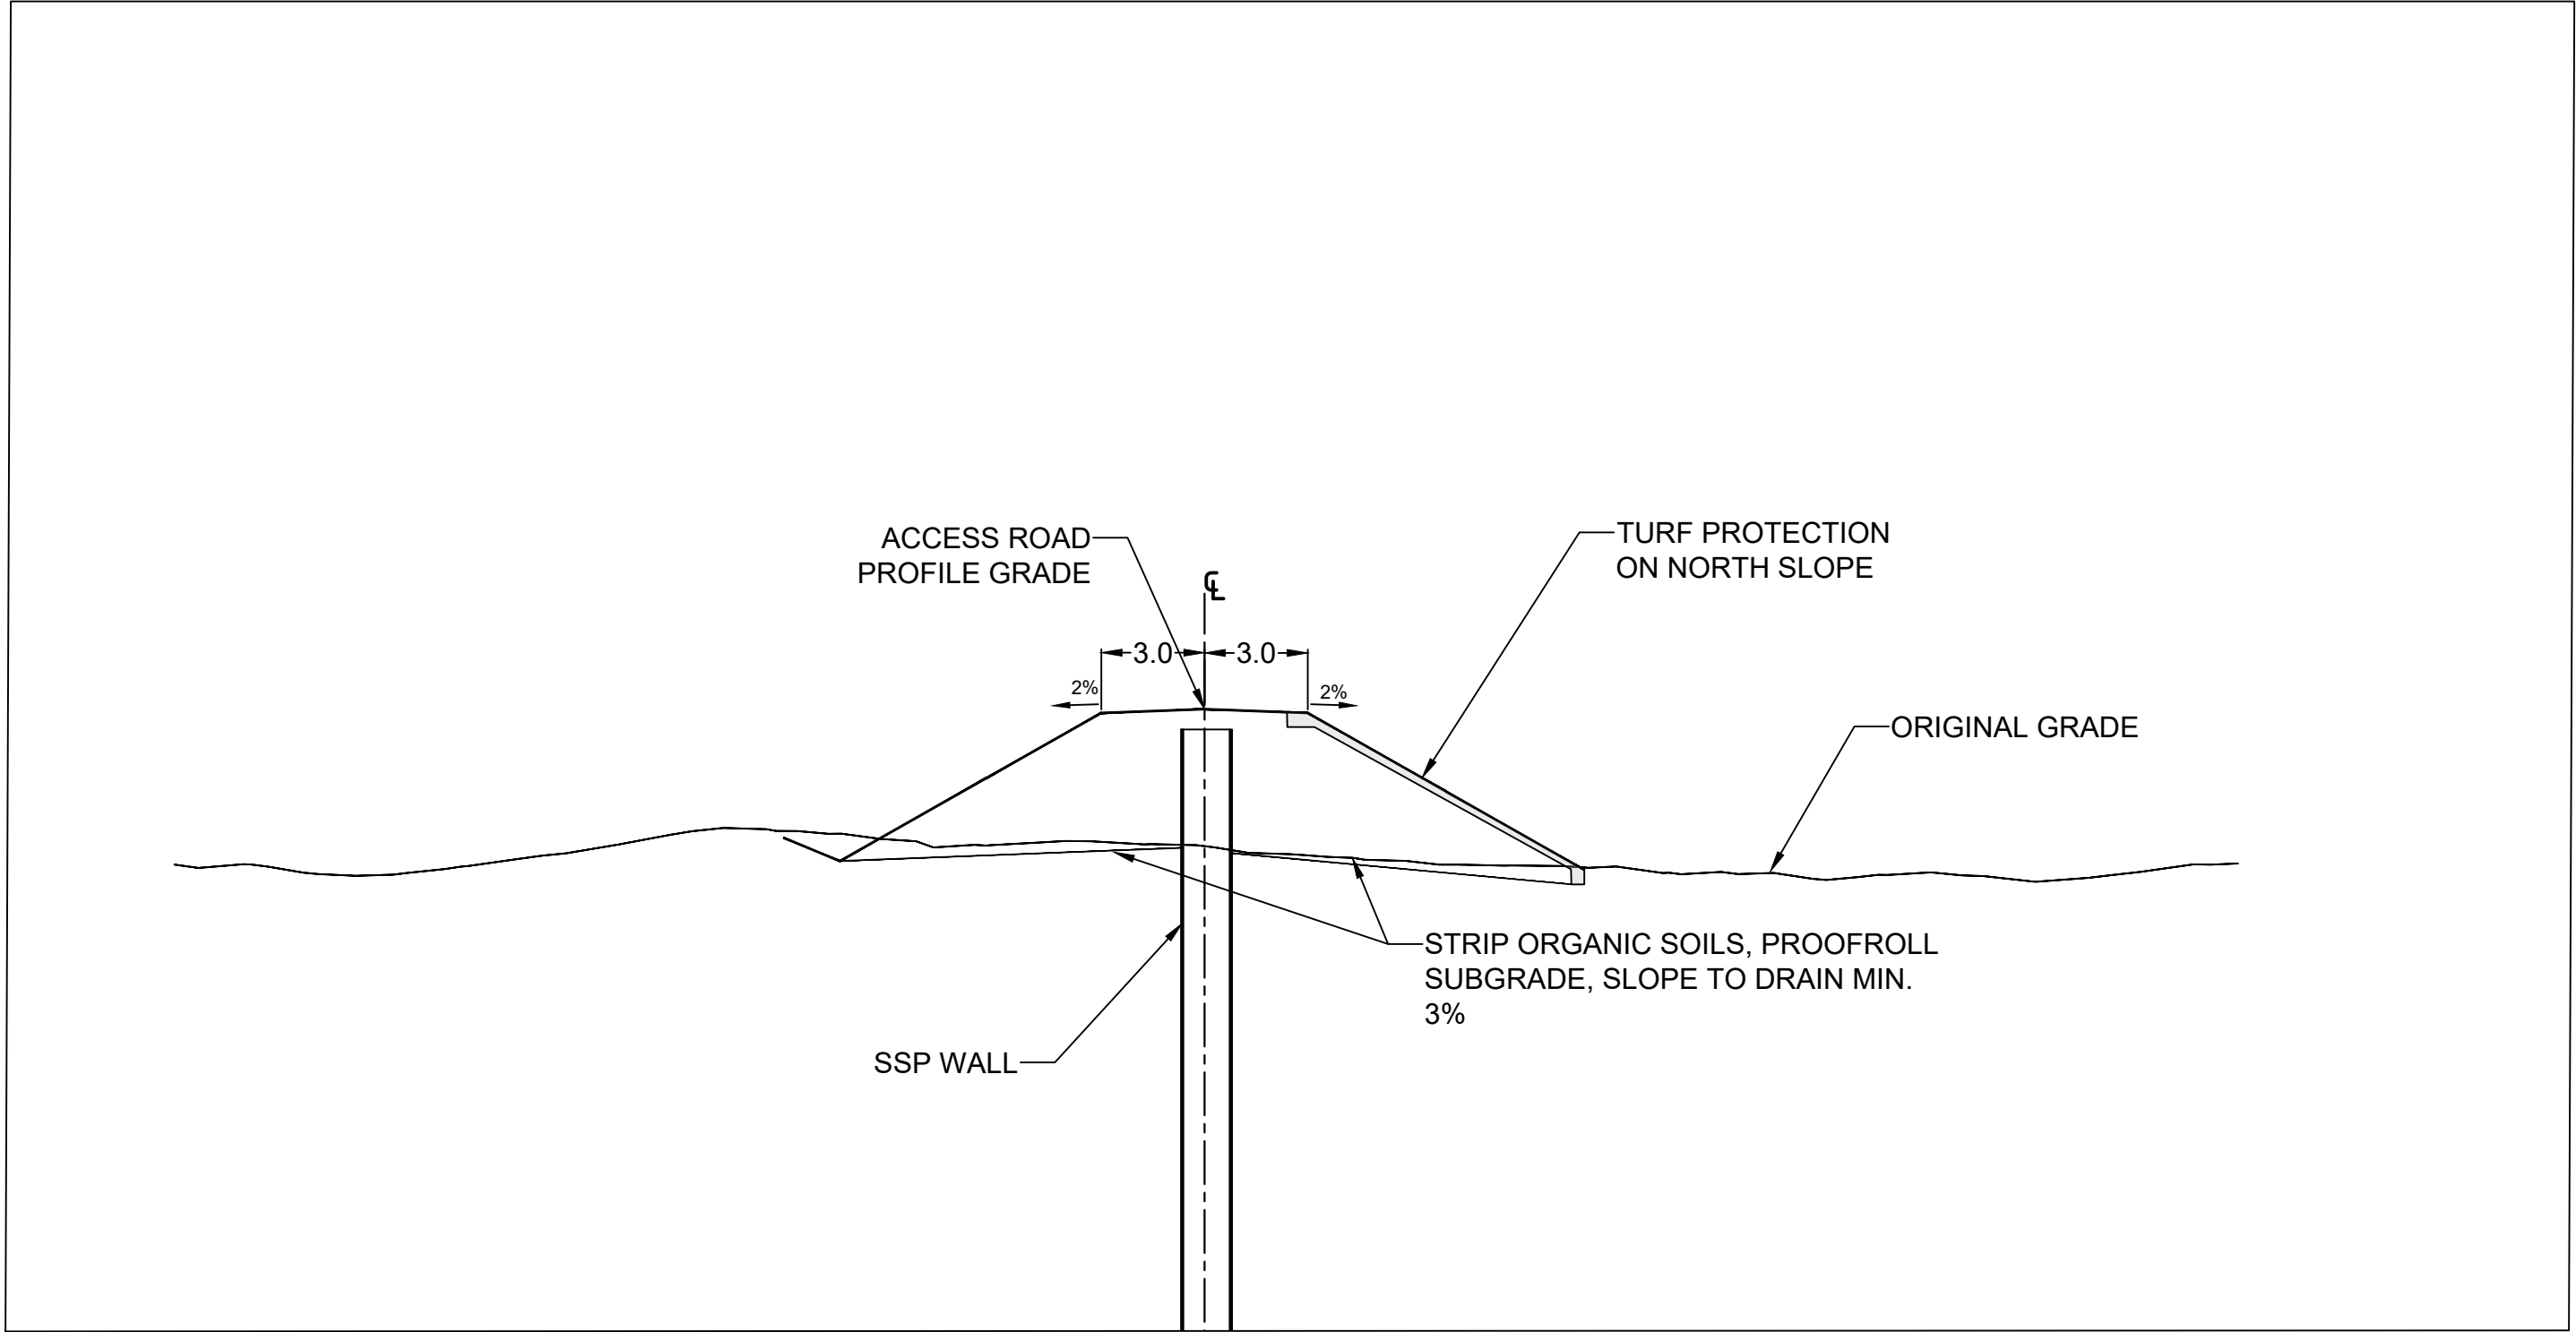 ACCESS ROAD
PROFILE GRADE
TURF PROTECTION
ON NORTH SLOPE
℄
3.0
3.0
2%
2%
ORIGINAL GRADE
STRIP ORGANIC SOILS, PROOFROLL
SUBGRADE, SLOPE TO DRAIN MIN.
3%
SSP WALL